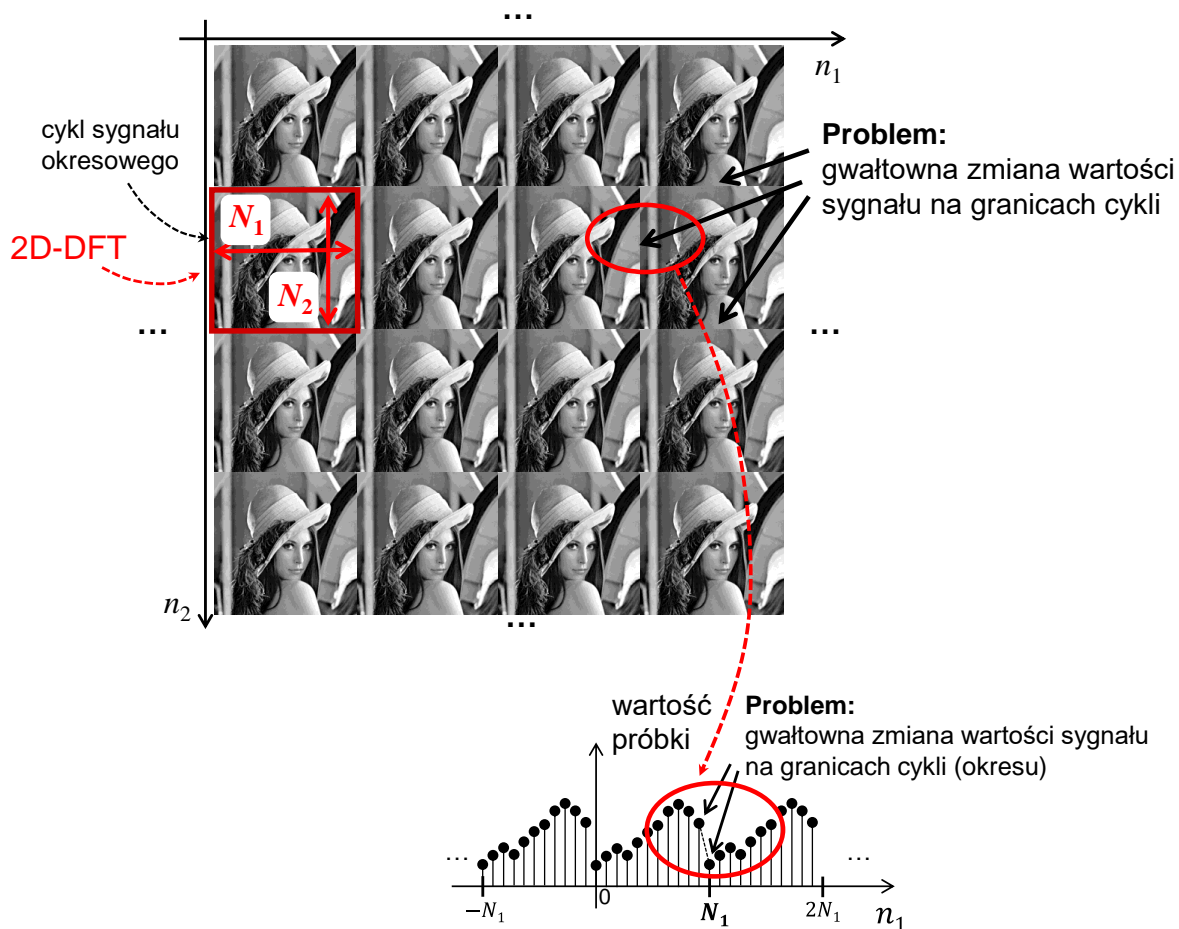 ...
n₁
cykl sygnału
okresowego
2D-DFT
N₁
N₂
Problem:
gwałtowna zmiana wartości
sygnału na granicach cykli
...
...
n₂
...
wartość
próbki
Problem:
gwałtowna zmiana wartości sygnału
na granicach cykli (okresu)
...
...
−N₁
0
N₁
2N₁
n₁